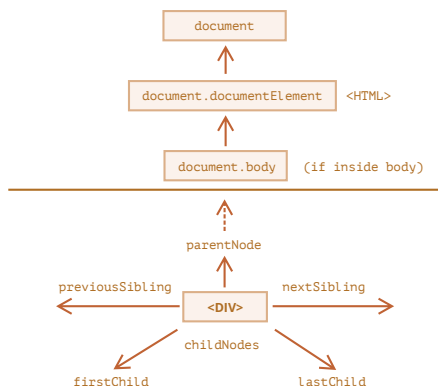 document
document.documentElement <HTML>
document.body (if inside body)
parentNode
previousSibling nextSibling
<DIV>
childNodes
firstChild lastChild